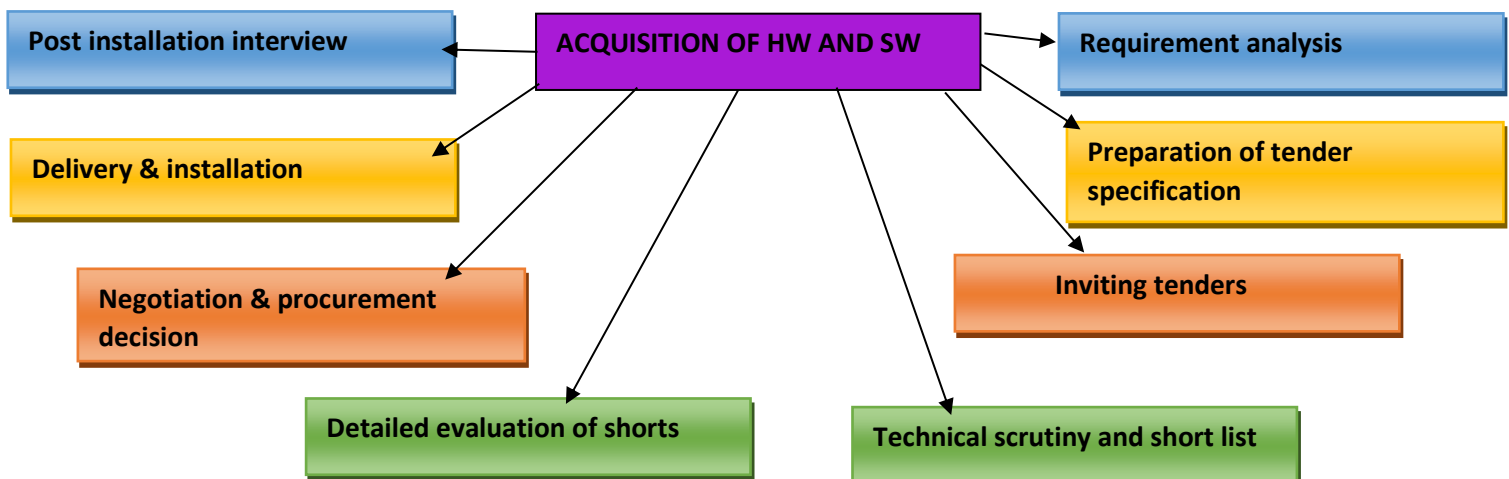 Post installation interview
ACQUISITION OF HW AND SW
Requirement analysis
Delivery & installation
Preparation of tender
specification
Negotiation & procurement
decision
Inviting tenders
Detailed evaluation of shorts
Technical scrutiny and short list